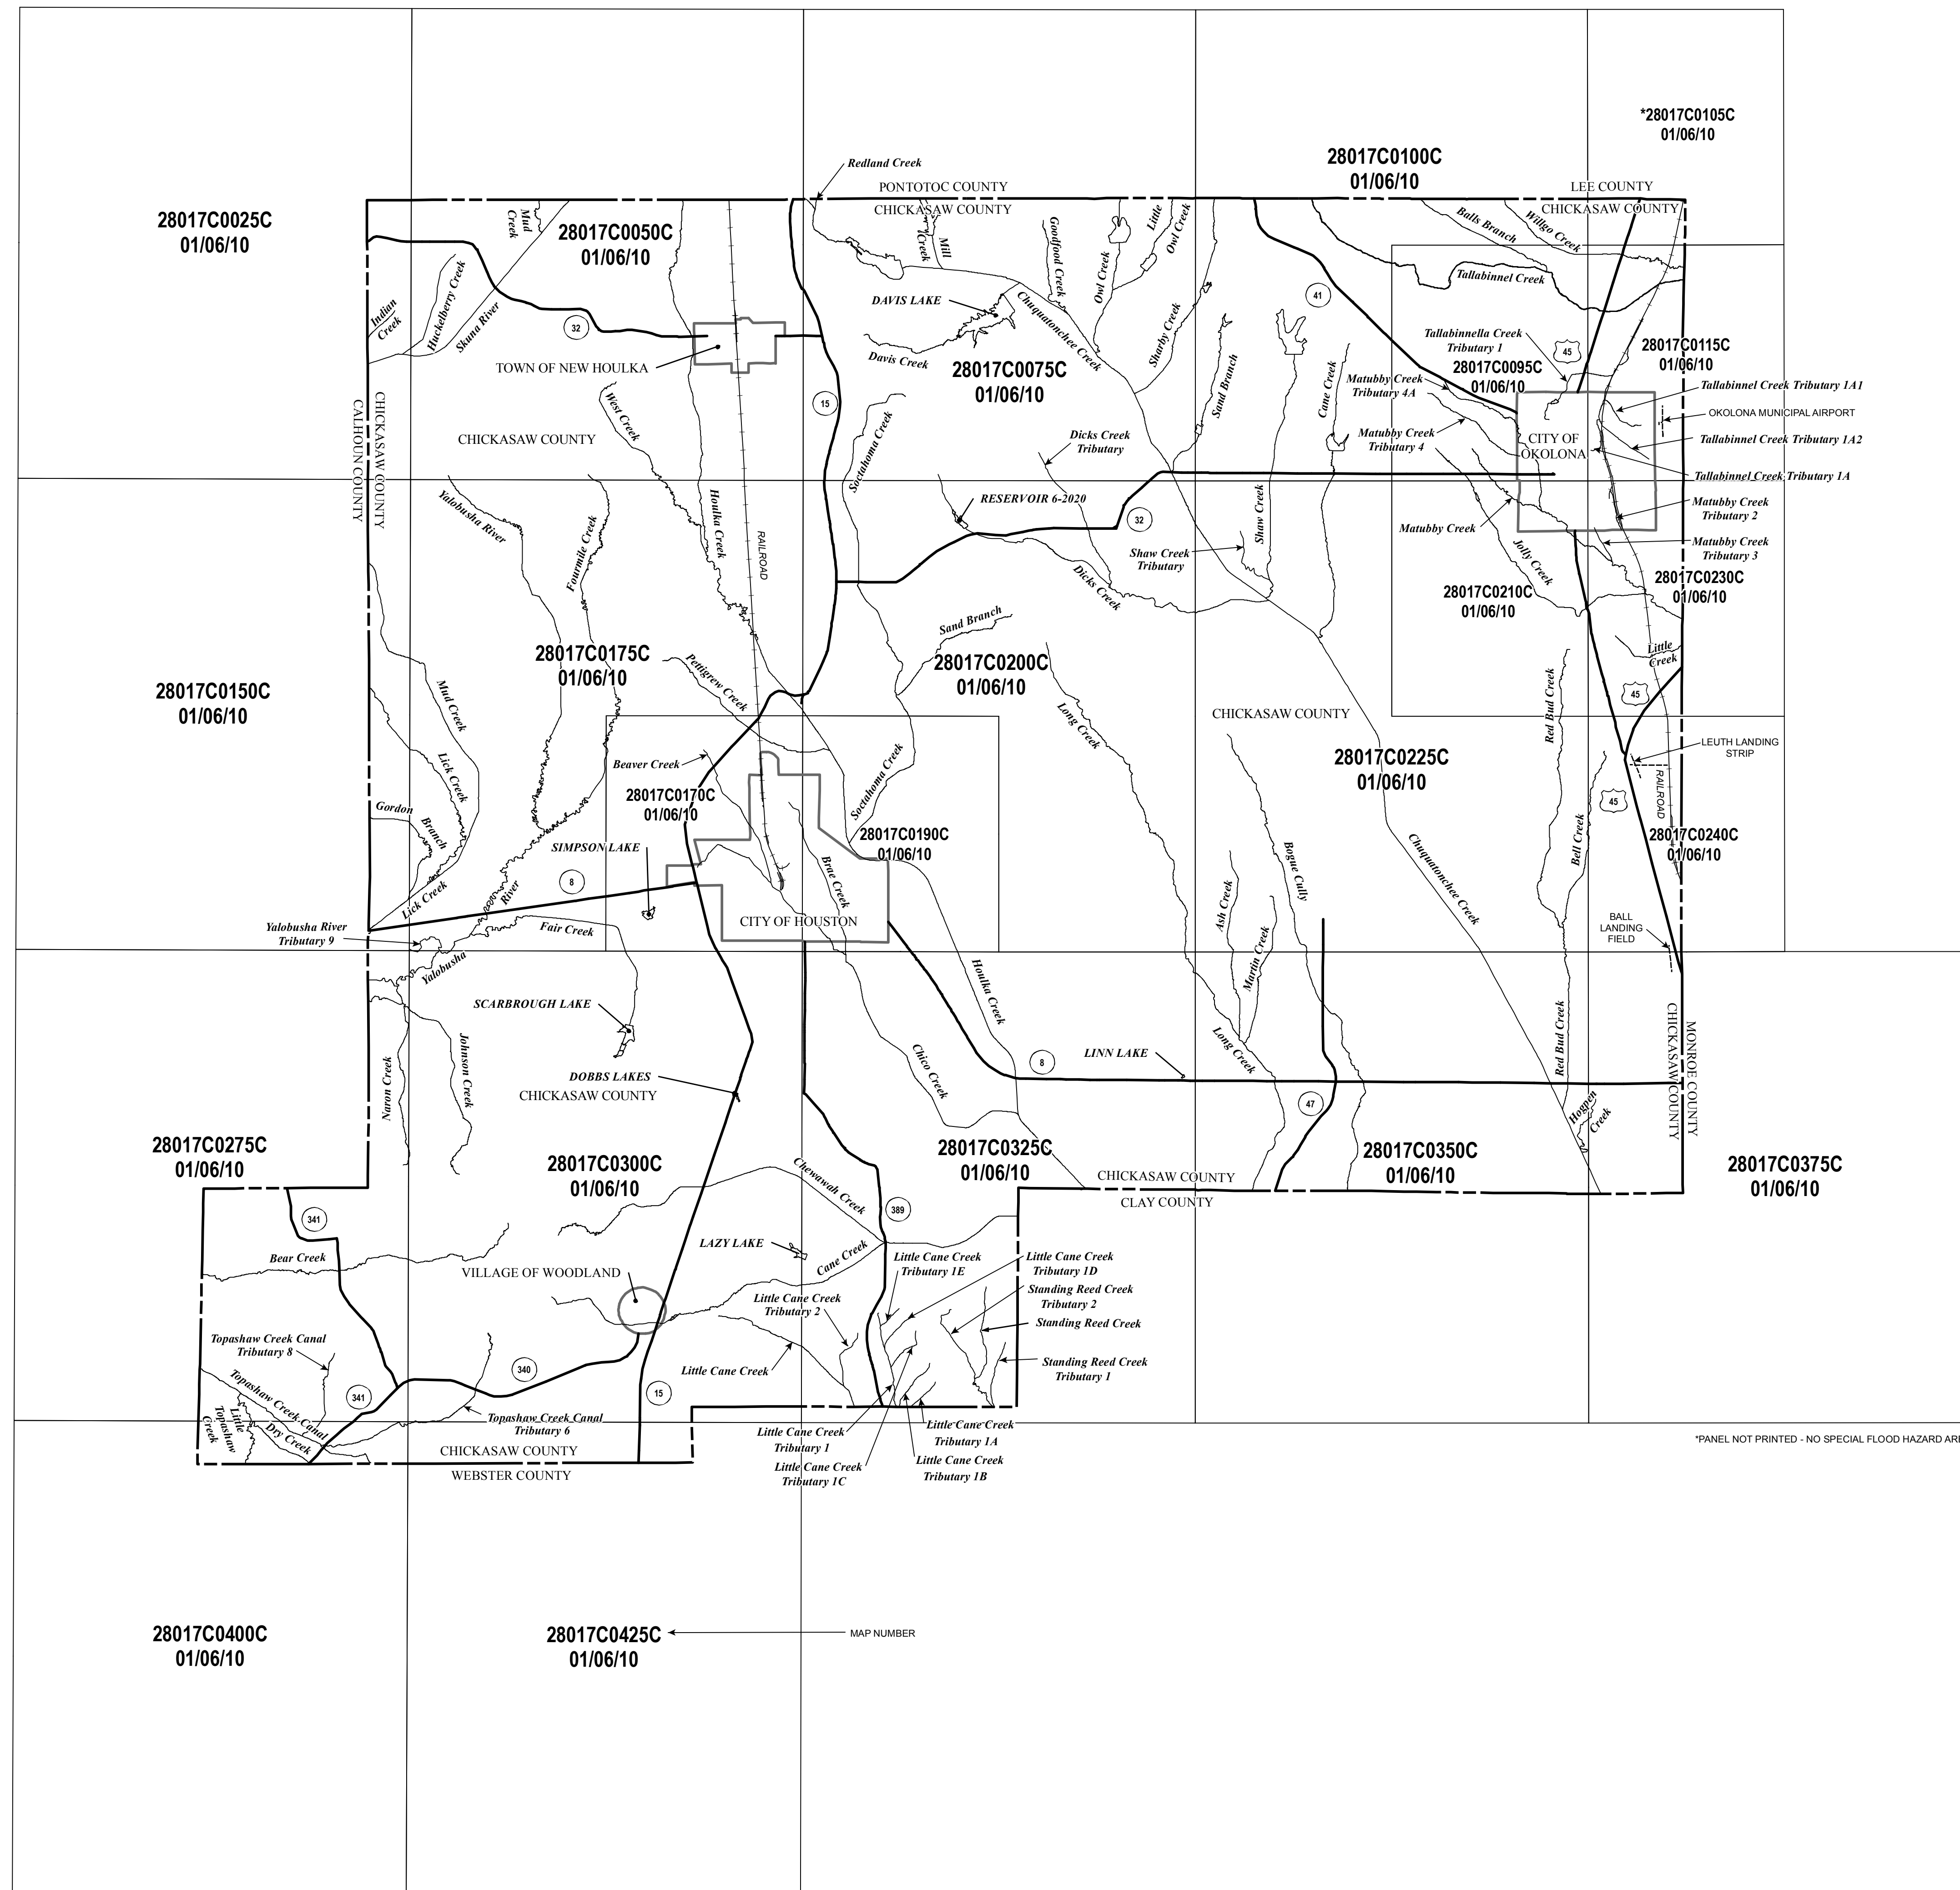 *28017C0105C
01/06/10
28017C0100C
01/06/10
Redland Creek
PONTOTOC COUNTY
CHICKASAW COUNTY
LEE COUNTY
CHICKASAW COUNTY
28017C0025C
01/06/10
Mud
Creek
28017C0050C
01/06/10
Mill
Creek
Goodfood Creek
Owl Creek
Little
Owl Creek
Balls Branch
Willgo Creek
Tallabinnel Creek
Indian
Creek
Huckelberry Creek
Skuna River
32
DAVIS LAKE
Chuquatonchee Creek
Sharby Creek
41
TOWN OF NEW HOULKA
Davis Creek
28017C0075C
01/06/10
Sand Branch
Cane Creek
Tallabinnella Creek
Tributary 1
45
28017C0115C
01/06/10
28017C0095C
01/06/10
Matubby Creek
Tributary 4A
Tallabinnel Creek Tributary 1A1
OKOLONA MUNICIPAL AIRPORT
15
West Creek
CHICKASAW COUNTY
CALHOUN COUNTY
CHICKASAW COUNTY
Soctahoma Creek
Dicks Creek
Tributary
Matubby Creek
Tributary 4
CITY OF
OKOLONA
Tallabinnel Creek Tributary 1A2
Tallabinnel Creek Tributary 1A
Yalobusha River
Fourmile Creek
Houlka Creek
RAILROAD
RESERVOIR 6-2020
32
Shaw Creek
Shaw Creek
Tributary
Matubby Creek
Matubby Creek
Tributary 2
Matubby Creek
Tributary 3
Jolly Creek
Dicks Creek
28017C0230C
01/06/10
28017C0210C
01/06/10
Sand Branch
28017C0175C
01/06/10
Pettigrew Creek
28017C0200C
01/06/10
Little
Creek
45
28017C0150C
01/06/10
Mud Creek
Long Creek
CHICKASAW COUNTY
Red Bud Creek
LEUTH LANDING
STRIP
28017C0225C
01/06/10
Lick Creek
Beaver Creek
28017C0170C
01/06/10
Soctahoma Creek
45
RAILROAD
Gordon
Branch
SIMPSON LAKE
28017C0190C
01/06/10
Bell Creek
28017C0240C
01/06/10
8
Lick Creek
River
Brae Creek
Bogue Cully
Chuquatonchee Creek
Ash Creek
Martin Creek
BALL
LANDING
FIELD
Yalobusha River
Tributary 9
Fair Creek
CITY OF HOUSTON
Yalobusha
SCARBROUGH LAKE
Houlka Creek
Naron Creek
Johnson Creek
Chico Creek
8
LINN LAKE
Long Creek
Red Bud Creek
MONROE COUNTY
CHICKASAW COUNTY
DOBBS LAKES
CHICKASAW COUNTY
47
Hogpen
Creek
28017C0275C
01/06/10
28017C0300C
01/06/10
28017C0325C
01/06/10
28017C0350C
01/06/10
28017C0375C
01/06/10
CHICKASAW COUNTY
CLAY COUNTY
Chewawah Creek
389
341
Bear Creek
LAZY LAKE
Cane Creek
Little Cane Creek
Tributary 1E
Little Cane Creek
Tributary 1D
VILLAGE OF WOODLAND
Little Cane Creek
Tributary 2
Standing Reed Creek
Tributary 2
Standing Reed Creek
Topashaw Creek Canal
Tributary 8
Little Cane Creek
Standing Reed Creek
Tributary 1
340
341
15
Topashaw Creek Canal
Little
Topashaw
Creek
Dry Creek
Topashaw Creek Canal
Tributary 6
Little Cane Creek
Tributary 1
Little Cane Creek
Tributary 1A
CHICKASAW COUNTY
WEBSTER COUNTY
Little Cane Creek
Tributary 1C
Little Cane Creek
Tributary 1B
*PANEL NOT PRINTED - NO SPECIAL FLOOD HAZARD ARE
28017C0400C
01/06/10
28017C0425C
01/06/10
MAP NUMBER